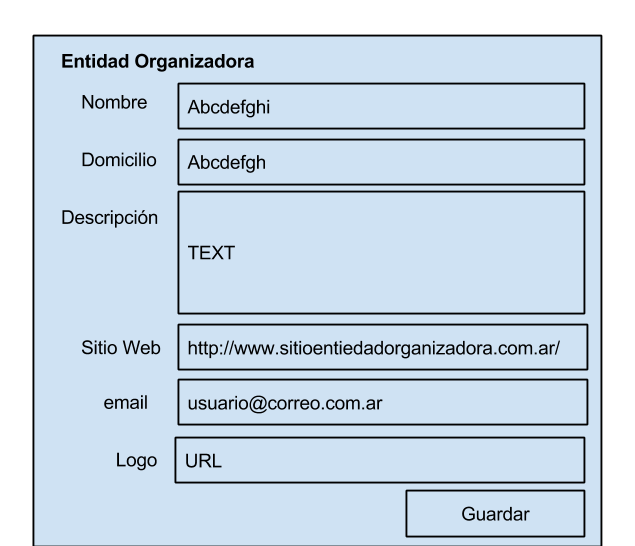 Entidad Organizadora
Nombre Abcdefghi
Domicilio Abcdefgh
Descripción
TEXT
Sitio Web http://www.sitioentiedadorganizadora.com.ar/
email usuario@correo.com.ar
Logo URL
Guardar